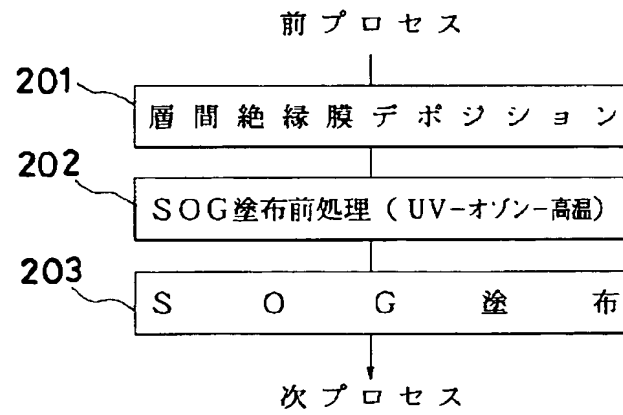 前プロセス
201
層間絶縁膜デポジション
202
SOG塗布前処理(UV-オゾン-高温)
203
SOG塗布
次プロセス